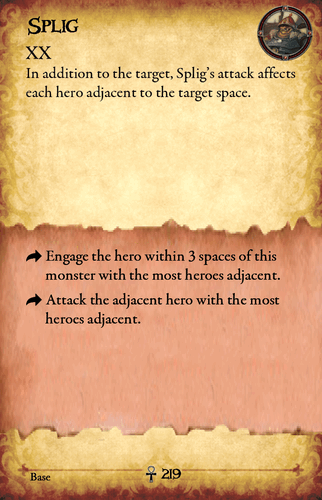 Splig
XX
In addition to the target, Splig's attack affects
each hero adjacent to the target space.
Engage the hero within 3 spaces of this
monster with the most heroes adjacent.
Attack the adjacent hero with the most
heroes adjacent.
Base 219